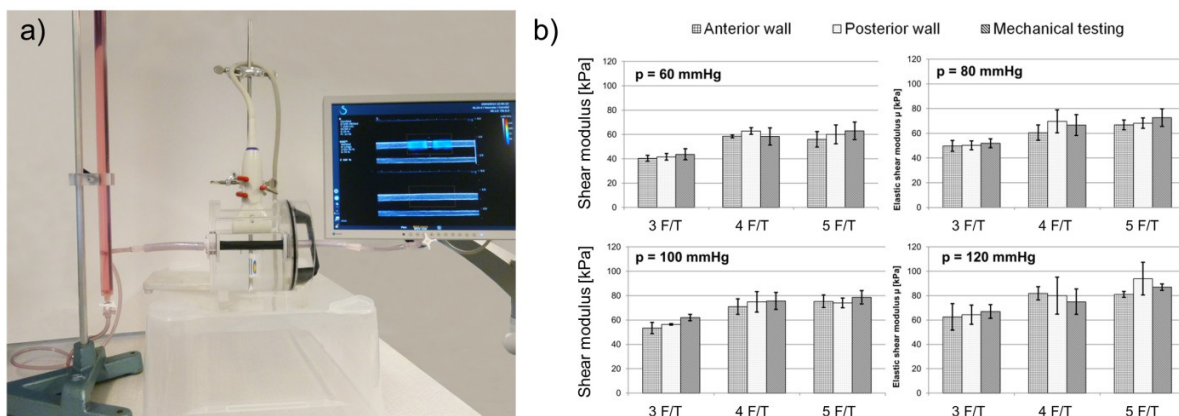 a)
b)
Anterior wall
Posterior wall
Mechanical testing
Shear modulus [kPa]
p = 60 mmHg
120
100
80
60
40
20
0
3 F/T
4 F/T
5 F/T
Elastic shear modulus μ [kPa]
p = 80 mmHg
120
100
80
60
40
20
0
3 F/T
4 F/T
5 F/T
Shear modulus [kPa]
p = 100 mmHg
120
100
80
60
40
20
0
3 F/T
4 F/T
5 F/T
Elastic shear modulus μ [kPa]
p = 120 mmHg
120
100
80
60
40
20
0
3 F/T
4 F/T
5 F/T